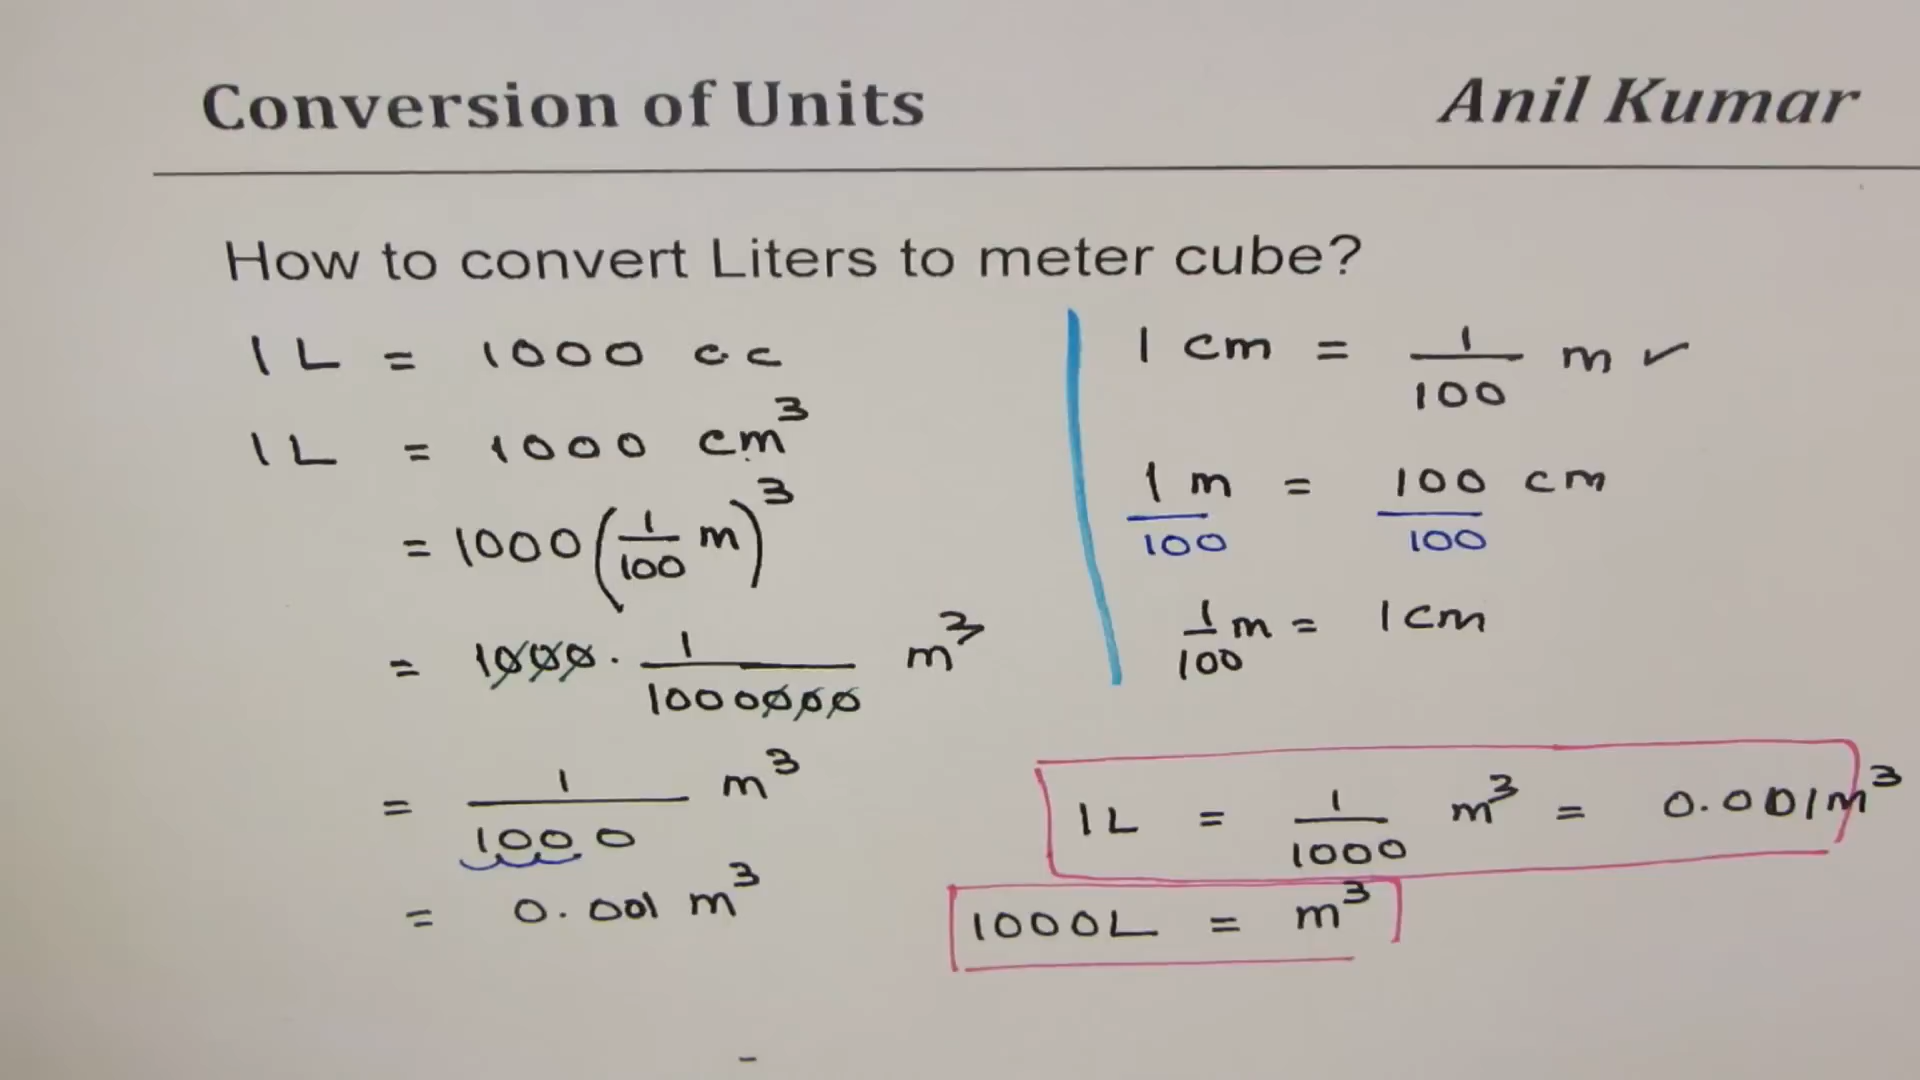 Conversion of Units
Anil Kumar
How to convert Liters to meter cube?
1 L = 1000 cc
1 L = 1000 cm³
= 1000 (1/100 m)³
= 1000 · 1/1000000 m³
= 1/1000 m³
= 0.001 m³
1 cm = 1/100 m ✓
1 m/100 = 100 cm/100
1/100 m = 1 cm
1 L = 1/1000 m³ = 0.001 m³
1000 L = m³